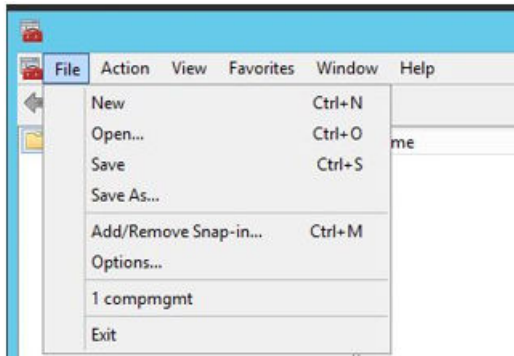 File Action View Favorites Window Help
New Ctrl+N
Open... Ctrl+O
me
Save Ctrl+S
Save As...
Add/Remove Snap-in... Ctrl+M
Options...
1 compmgmt
Exit